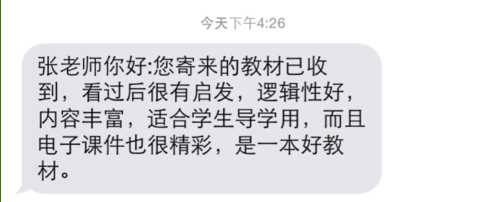 今天下午4:26
张老师你好:您寄来的教材已收
到，看过后很有启发，逻辑性好，
内容丰富，适合学生导学用，而且
电子课件也很精彩，是一本好教
材。